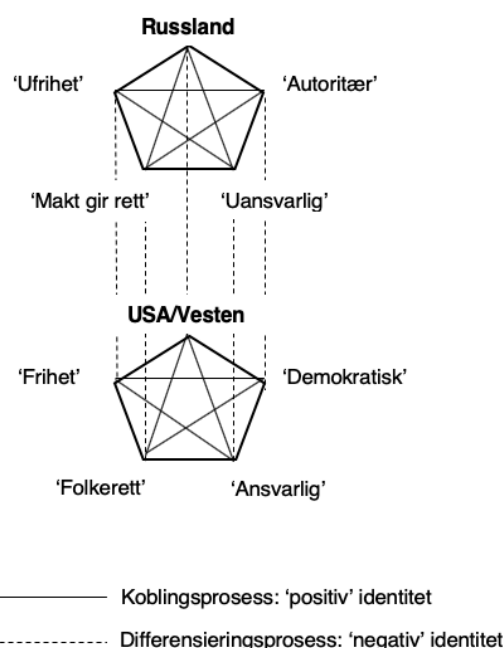 Russland
‘Ufrihet’ ‘Autoritær’
‘Makt gir rett’ ‘Uansvarlig’
USA/Vesten
‘Frihet’ ‘Demokratisk’
‘Folkerett’ ‘Ansvarlig’
Koblingsprosess: ‘positiv’ identitet
Differensieringsprosess: ‘negativ’ identitet